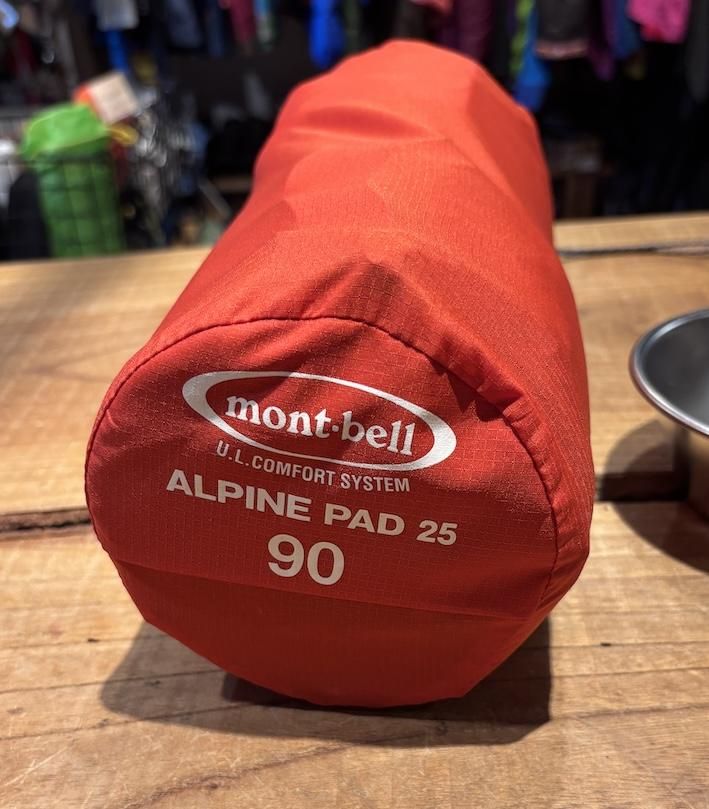 mont·bell
U.L.COMFORT SYSTEM
ALPINE PAD 25
90